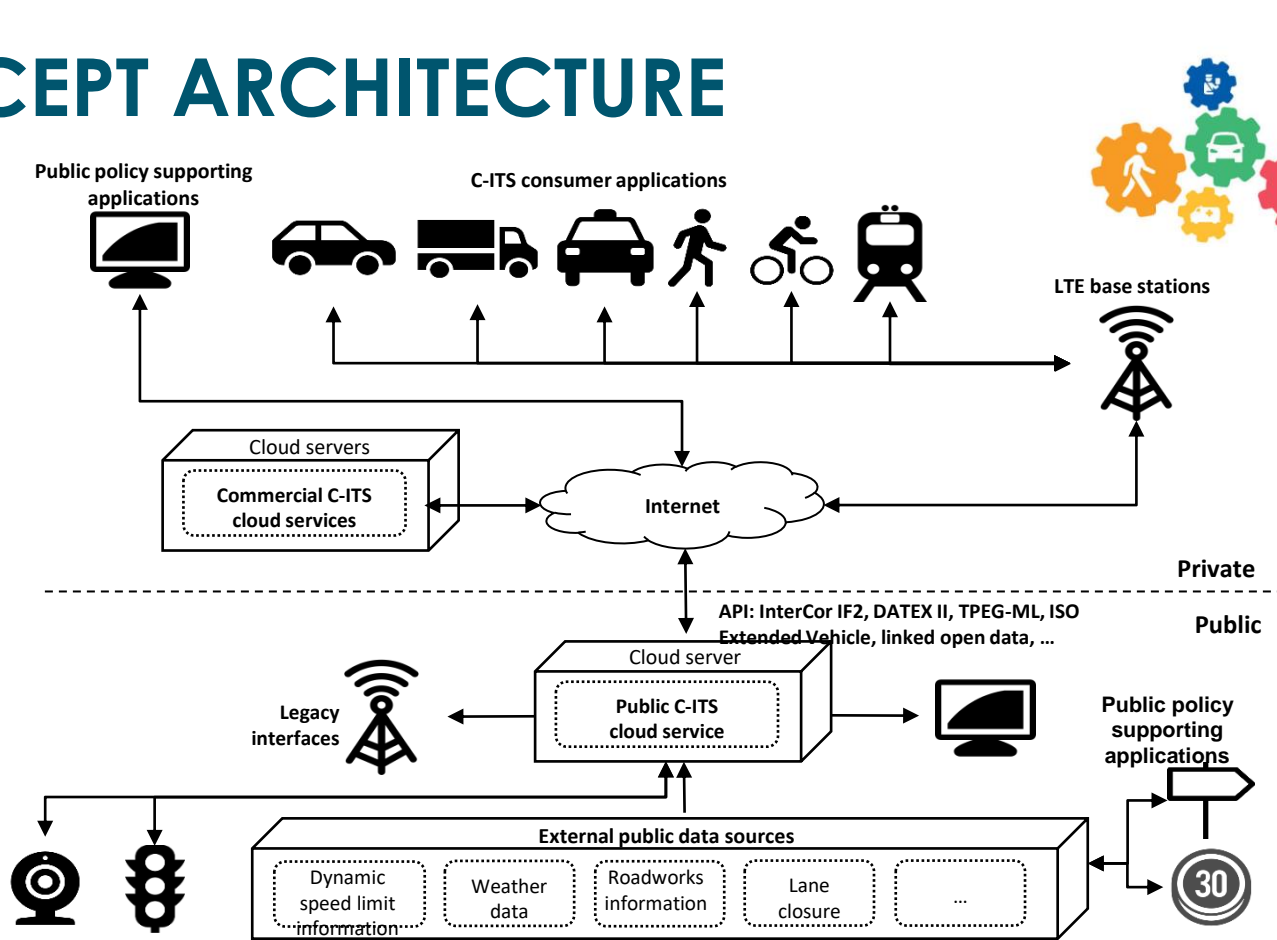 CEPT ARCHITECTURE
Public policy supporting
applications
C-ITS consumer applications
LTE base stations
Cloud servers
Commercial C-ITS
cloud services
Internet
Private
API: InterCor IF2, DATEX II, TPEG-ML, ISO
Extended Vehicle, linked open data, ...
Public
Cloud server
Public C-ITS
cloud service
Legacy
interfaces
Public policy
supporting
applications
External public data sources
Dynamic
speed limit
information
Weather
data
Roadworks
information
Lane
closure
...
30